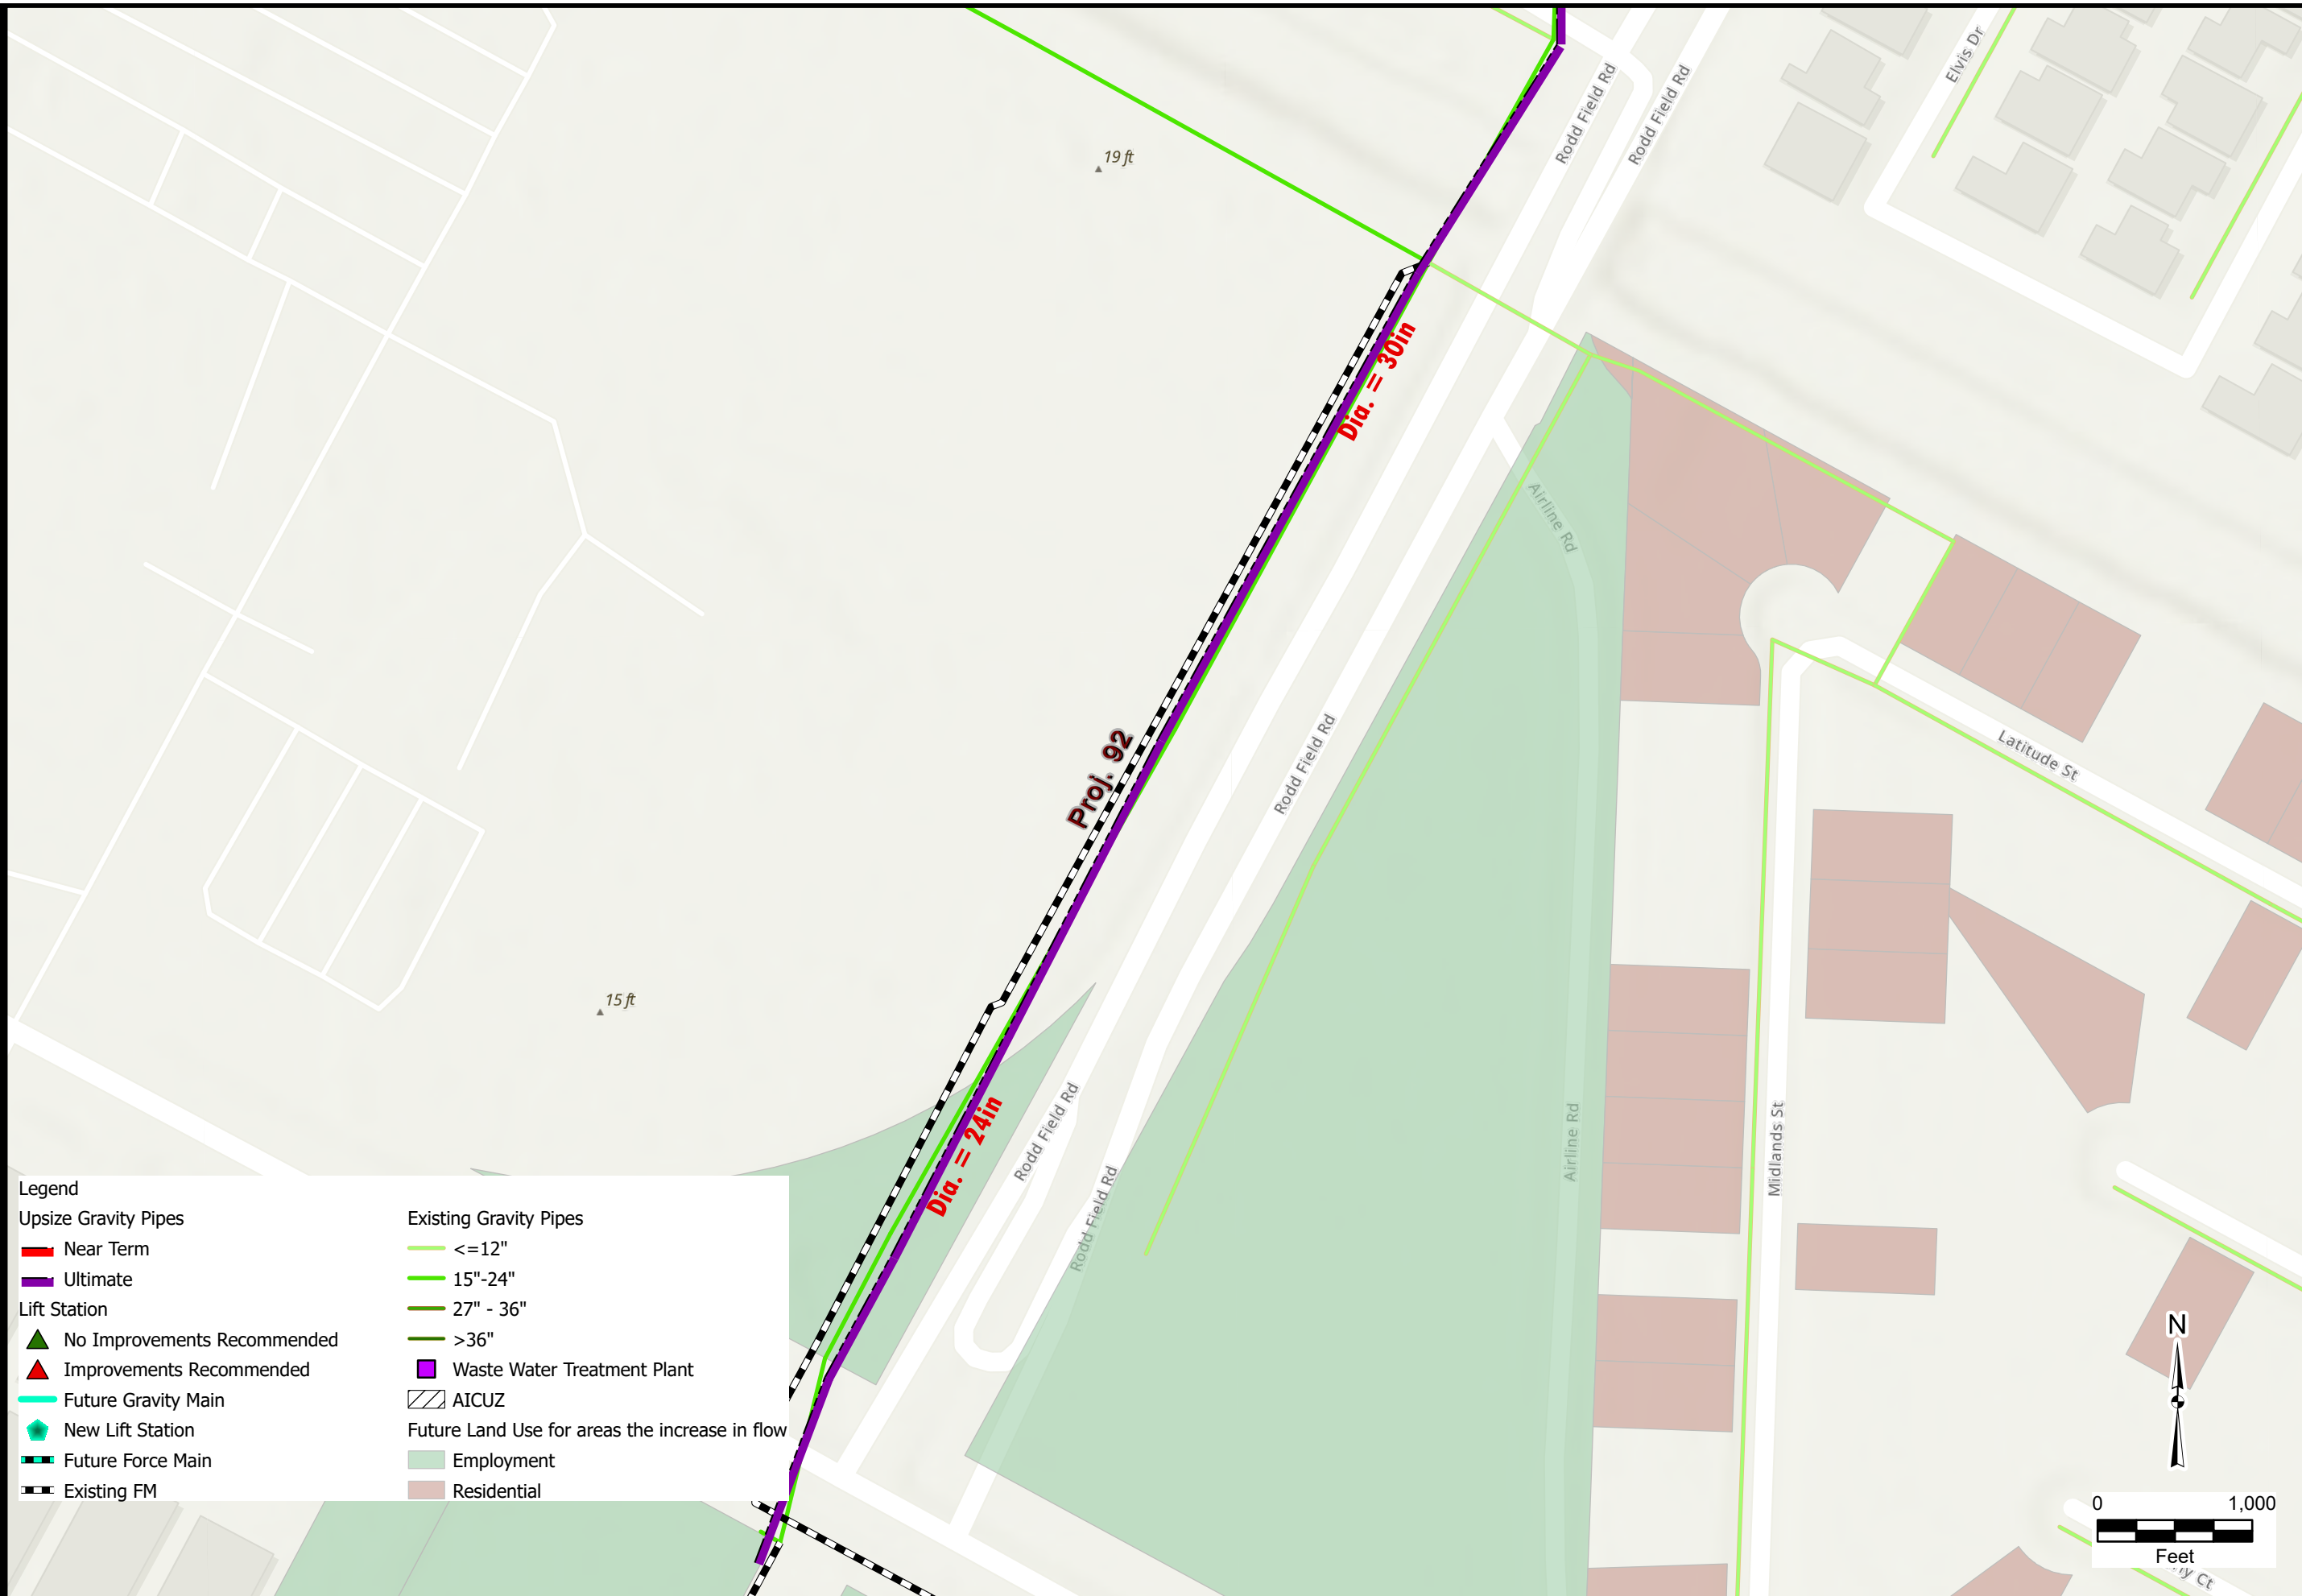 Elvis Dr
Rodd Field Rd
Rodd Field Rd
19 ft
Dia. = 30in
Airline Rd
Proj. 92
Rodd Field Rd
Latitude St
15 ft
Dia. = 24in
Rodd Field Rd
Rodd Field Rd
Airline Rd
Midlands St
Legend
Upsize Gravity Pipes
Near Term
Ultimate
Lift Station
No Improvements Recommended
Improvements Recommended
Future Gravity Main
New Lift Station
Future Force Main
Existing FM
Existing Gravity Pipes
<=12"
15"-24"
27" - 36"
>36"
Waste Water Treatment Plant
AICUZ
Future Land Use for areas the increase in flow
Employment
Residential
N
0 1,000
Feet
Ct